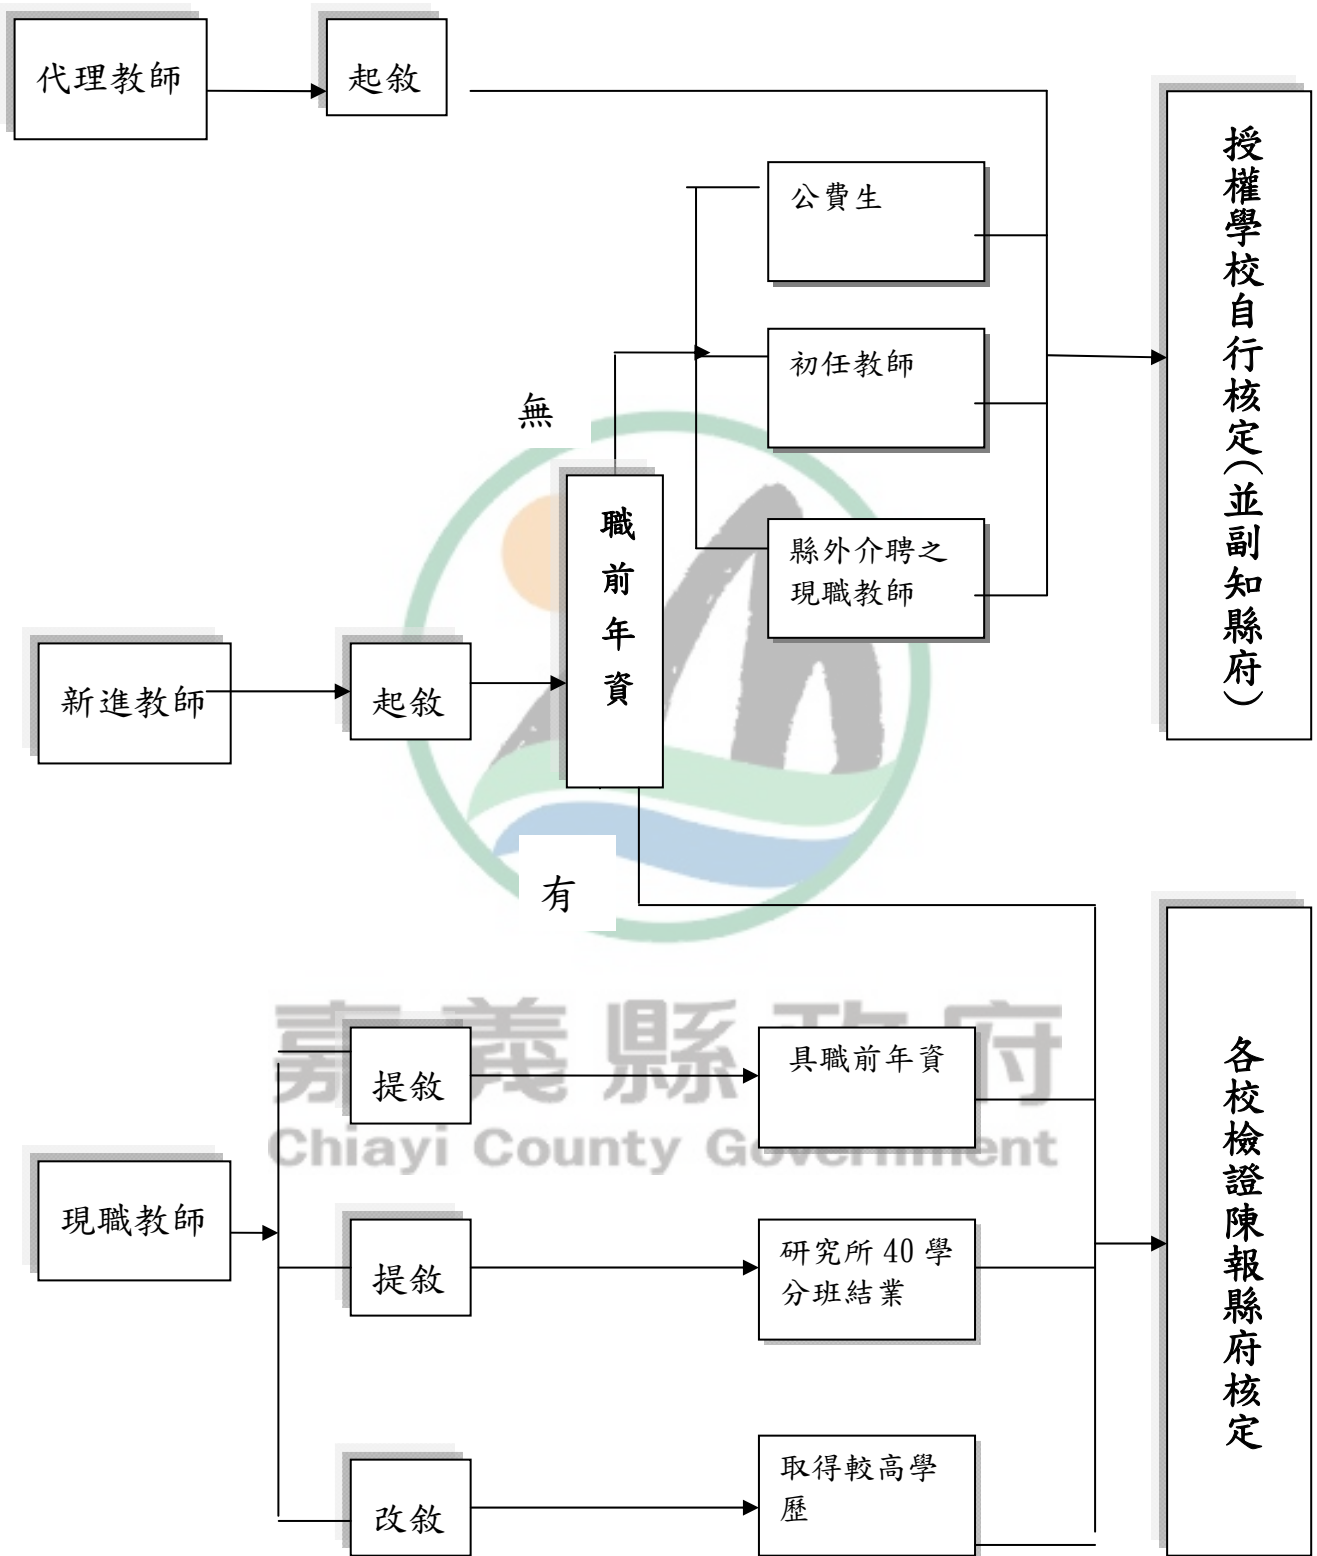 代理教師
起敘
公費生
初任教師
縣外介聘之
現職教師
授權學校自行核定（並副知縣府）
無
職前年資
新進教師
起敘
有
嘉義縣政府
Chiayi County Government
提敘
具職前年資
現職教師
提敘
研究所 40 學
分班結業
改敘
取得較高學
歷
各校檢證陳報縣府核定